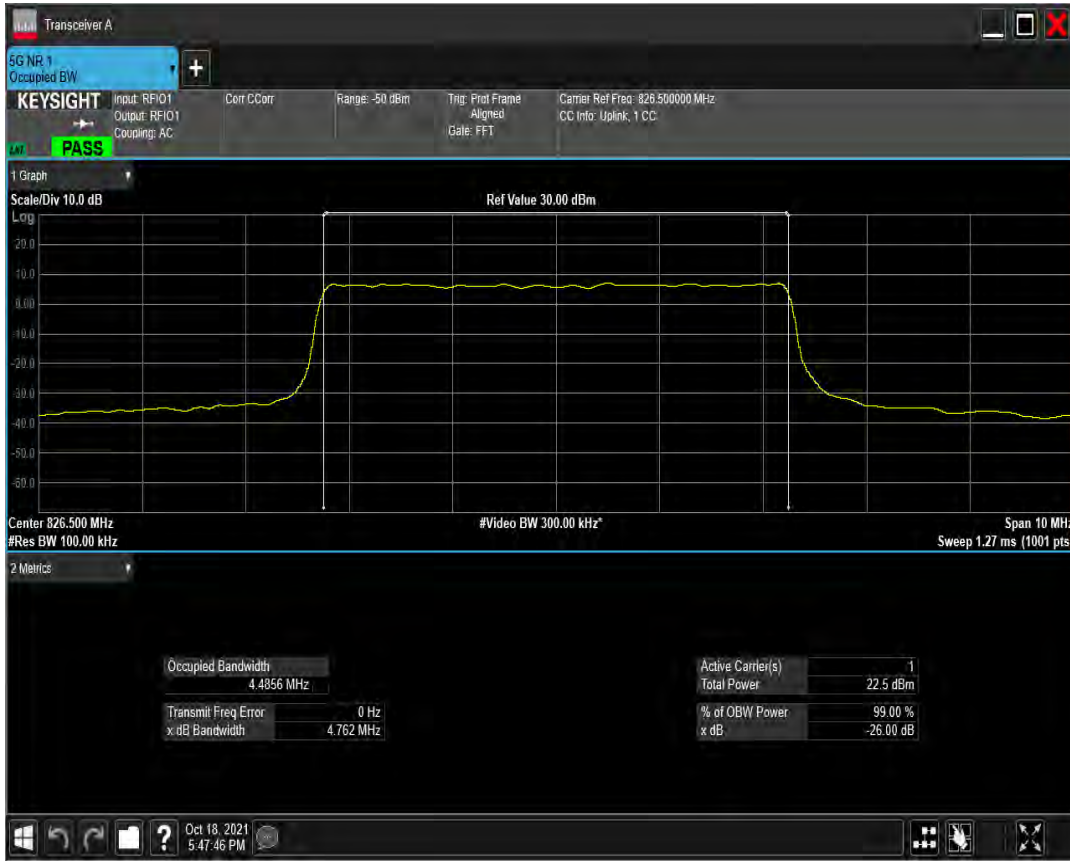 Transceiver A
5G NR 1
Occupied BW
+
KEYSIGHT
Input: RFIO1
Output: RFIO1
Coupling: AC
Corr CCorr
Range: -50 dBm
Trig: Prot Frame
Aligned
Gate: FFT
Carrier Ref Freq: 826.500000 MHz
CC Info: Uplink, 1 CC
PASS
1 Graph
Scale/Div 10.0 dB
Ref Value 30.00 dBm
Log
20.0
10.0
0.00
-10.0
-20.0
-30.0
-40.0
-50.0
-60.0
Center 826.500 MHz
#Video BW 300.00 kHz*
Span 10 MHz
#Res BW 100.00 kHz
Sweep 1.27 ms (1001 pts
2 Metrics
Occupied Bandwidth
4.4856 MHz
Transmit Freq Error 0 Hz
x dB Bandwidth 4.762 MHz
Active Carrier(s) 1
Total Power 22.5 dBm
% of OBW Power 99.00 %
x dB -26.00 dB
?
Oct 18, 2021
5:47:46 PM